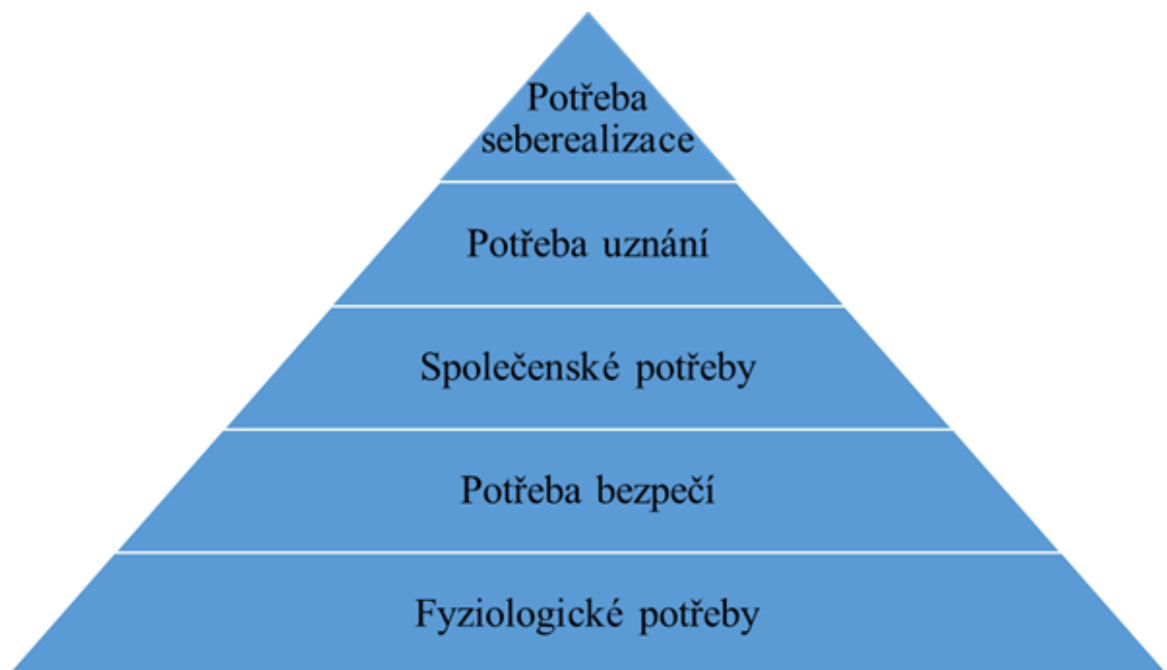 Potřeba
seberealizace
Potřeba uznání
Společenské potřeby
Potřeba bezpečí
Fyziologické potřeby